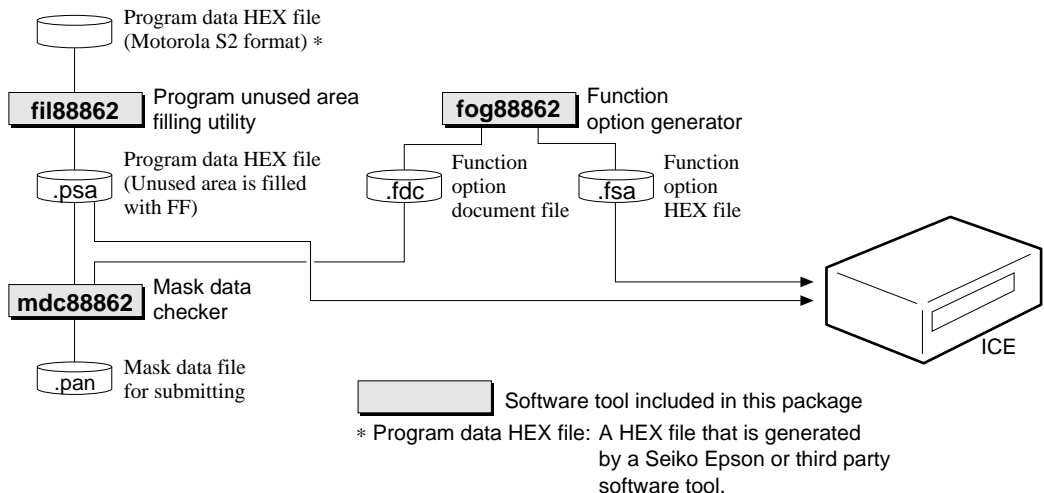 Program data HEX file
(Motorola S2 format) *
fil88862
Program unused area
filling utility
fog88862
Function
option generator
.psa
Program data HEX file
(Unused area is filled
with FF)
.fdc
Function
option
document file
.fsa
Function
option
HEX file
mdc88862
Mask data
checker
ICE
.pan
Mask data file
for submitting
Software tool included in this package
* Program data HEX file: A HEX file that is generated
by a Seiko Epson or third party
software tool.